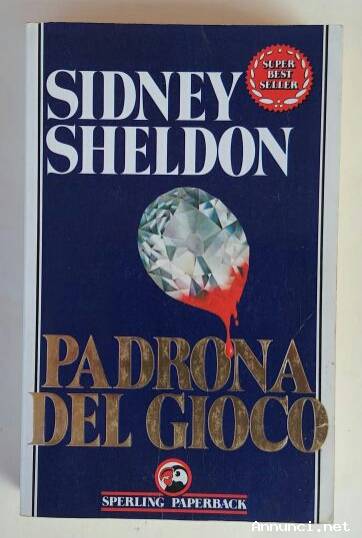 SIDNEY
SHELDON
SUPER
BEST
SELLER
PADRONA
DEL GIOCO
SPERLING PAPERBACK
Annunci.net